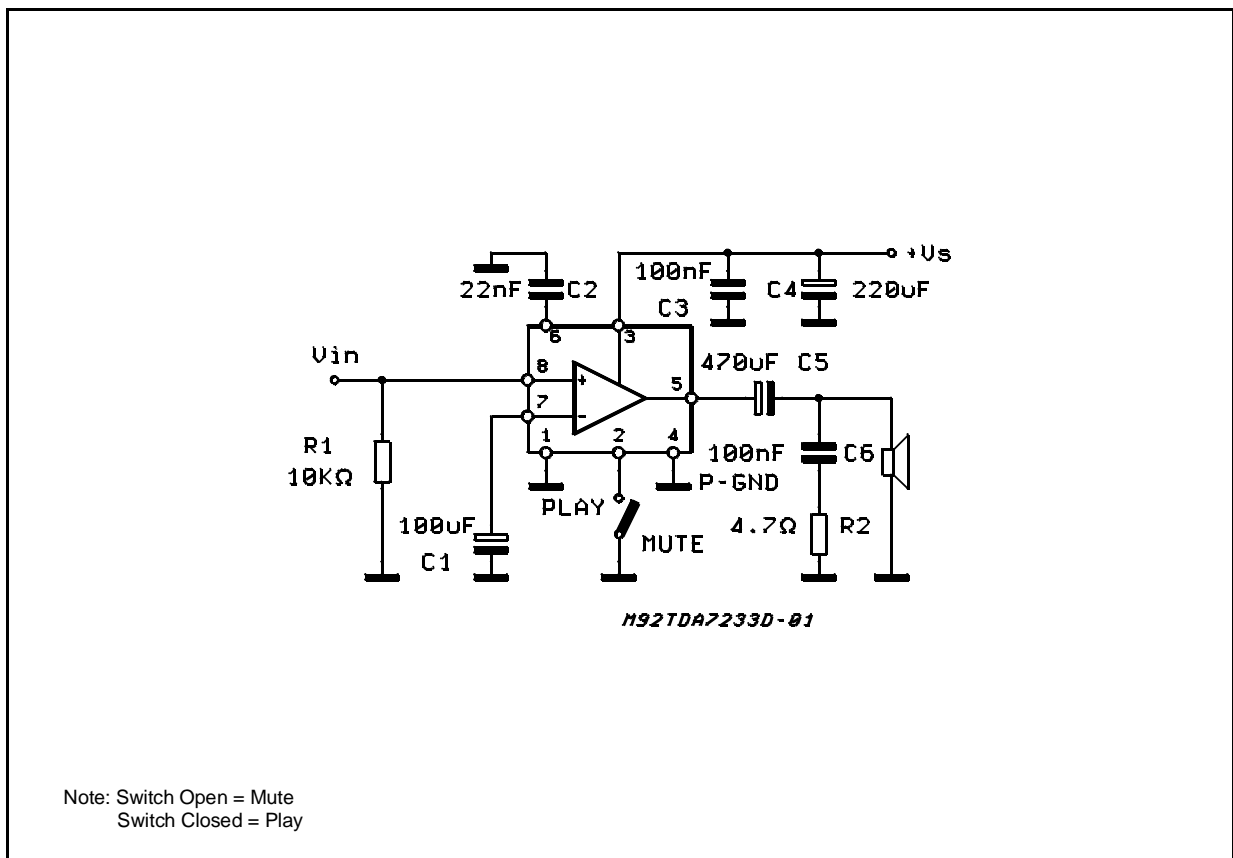 +Vs
100nF
22nF C2
C3
C4
220uF
6
3
Vin
8
+
470uF C5
5
7
-
1
2
4
R1
10KΩ
100nF
C6
P-GND
PLAY
100uF
C1
MUTE
4.7Ω
R2
M92TDA7233D-01
Note: Switch Open = Mute
Switch Closed = Play